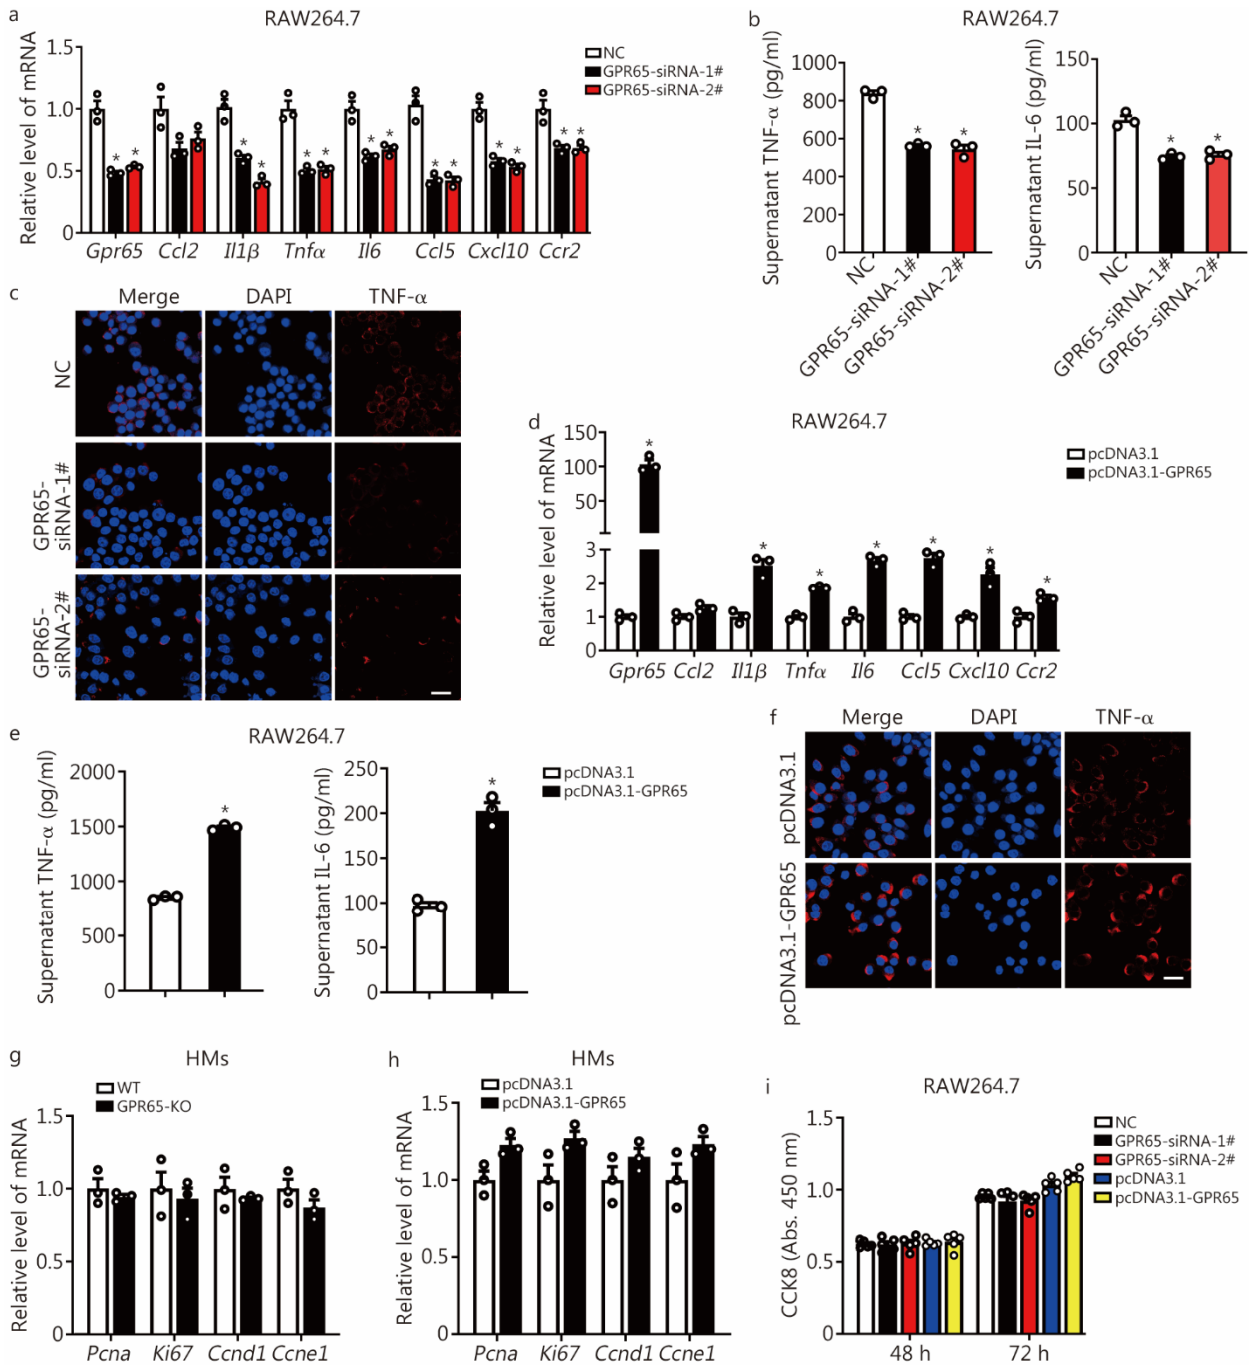 a
RAW264.7
Relative level of mRNA
1.5
1.0
0.5
0
NC
GPR65-siRNA-1#
GPR65-siRNA-2#
* * * * * * * * * * * * * *
Gpr65 Ccl2 Il1β Tnfα Il6 Ccl5 Cxcl10 Ccr2
b
RAW264.7
Supernatant TNF-α (pg/ml)
1000
800
600
400
200
0
* *
NC
GPR65-siRNA-1#
GPR65-siRNA-2#
Supernatant IL-6 (pg/ml)
150
100
50
0
* *
NC
GPR65-siRNA-1#
GPR65-siRNA-2#
c
Merge DAPI TNF-α
NC
GPR65-
siRNA-1#
GPR65-
siRNA-2#
d
RAW264.7
Relative level of mRNA
150
100
50
3
2
1
0
pcDNA3.1
pcDNA3.1-GPR65
* * * * * * *
Gpr65 Ccl2 Il1β Tnfα Il6 Ccl5 Cxcl10 Ccr2
e
RAW264.7
Supernatant TNF-α (pg/ml)
2000
1500
1000
500
0
*
Supernatant IL-6 (pg/ml)
250
200
150
100
50
0
*
pcDNA3.1
pcDNA3.1-GPR65
f
Merge DAPI TNF-α
pcDNA3.1
pcDNA3.1-GPR65
g
HMs
WT
GPR65-KO
Relative level of mRNA
1.5
1.0
0.5
0
Pcna Ki67 Ccnd1 Ccne1
h
HMs
pcDNA3.1
pcDNA3.1-GPR65
Relative level of mRNA
1.5
1.0
0.5
0
Pcna Ki67 Ccnd1 Ccne1
i
RAW264.7
CCK8 (Abs. 450 nm)
1.5
1.0
0.5
0
NC
GPR65-siRNA-1#
GPR65-siRNA-2#
pcDNA3.1
pcDNA3.1-GPR65
48 h 72 h